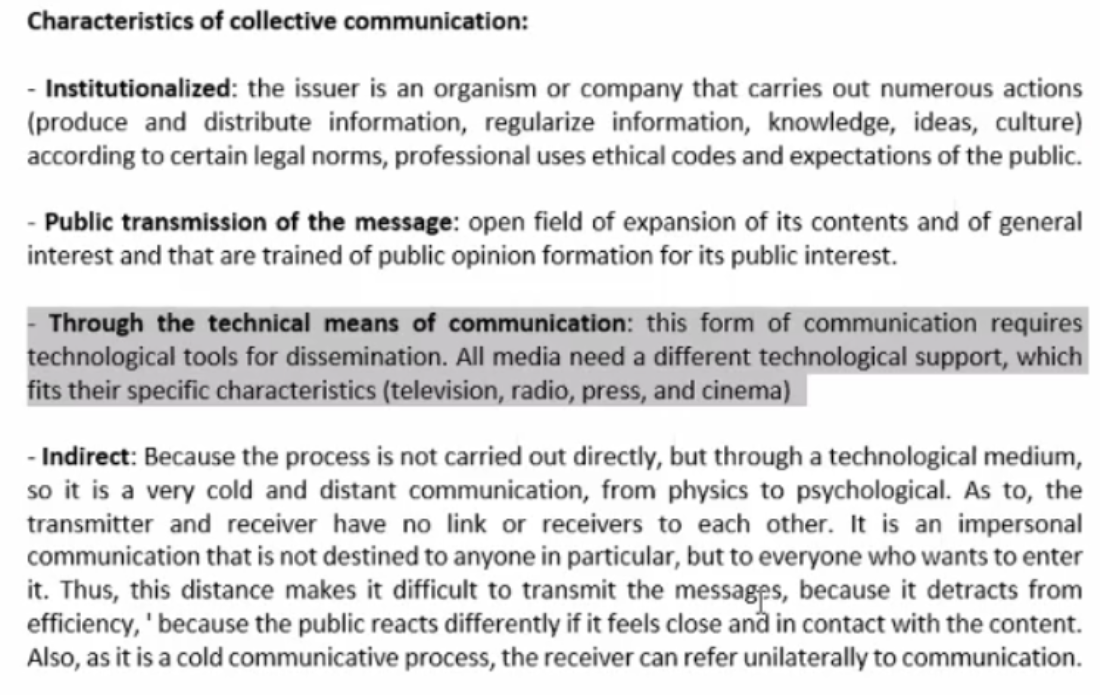 Characteristics of collective communication:
- Institutionalized: the issuer is an organism or company that carries out numerous actions
(produce and distribute information, regularize information, knowledge, ideas, culture)
according to certain legal norms, professional uses ethical codes and expectations of the public.
- Public transmission of the message: open field of expansion of its contents and of general
interest and that are trained of public opinion formation for its public interest.
- Through the technical means of communication: this form of communication requires
technological tools for dissemination. All media need a different technological support, which
fits their specific characteristics (television, radio, press, and cinema)
- Indirect: Because the process is not carried out directly, but through a technological medium,
so it is a very cold and distant communication, from physics to psychological. As to, the
transmitter and receiver have no link or receivers to each other. It is an impersonal
communication that is not destined to anyone in particular, but to everyone who wants to enter
it. Thus, this distance makes it difficult to transmit the messages, because it detracts from
efficiency, ' because the public reacts differently if it feels close and in contact with the content.
Also, as it is a cold communicative process, the receiver can refer unilaterally to communication.